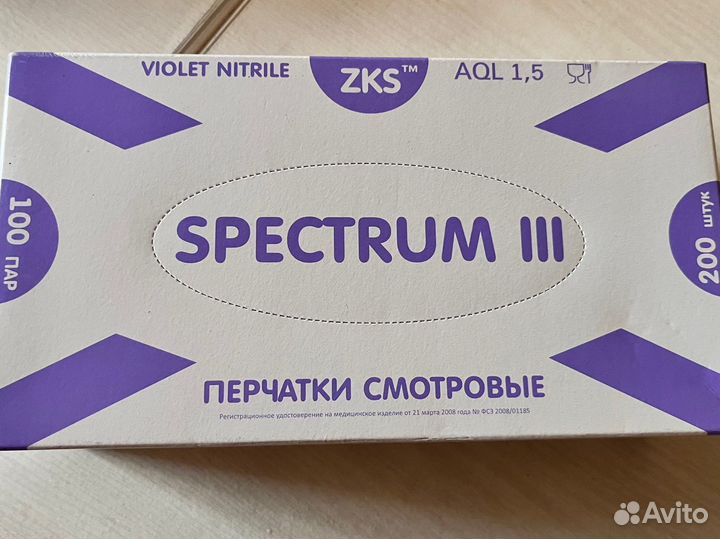 VIOLET NITRILE
ZKS™
AQL 1,5
100 ПАР
SPECTRUM III
200 ШТУК
ПЕРЧАТКИ СМОТРОВЫЕ
Регистрационное удостоверение на медицинское изделие от 21 марта 2008 года № ФСЗ 2008/01185
Avito